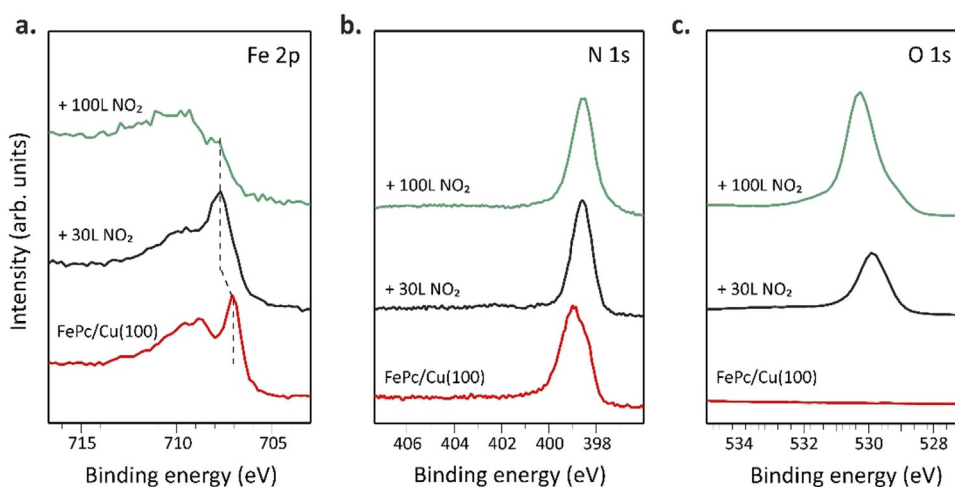 a.
Fe 2p
+ 100L NO₂
+ 30L NO₂
FePc/Cu(100)
Intensity (arb. units)
715 710 705
Binding energy (eV)
b.
N 1s
+ 100L NO₂
+ 30L NO₂
FePc/Cu(100)
406 404 402 400 398
Binding energy (eV)
c.
O 1s
+ 100L NO₂
+ 30L NO₂
FePc/Cu(100)
534 532 530 528
Binding energy (eV)